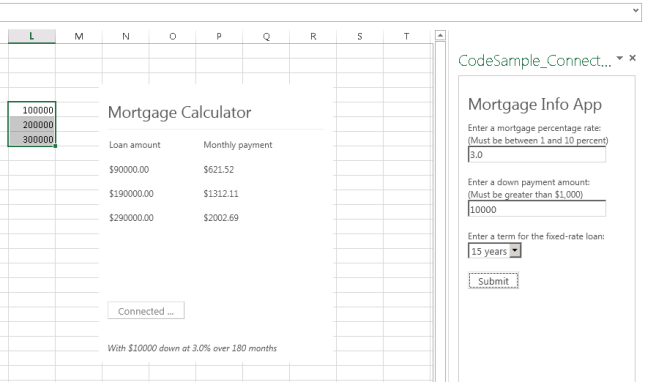 L M N O P Q R S T
CodeSample_Connect...
100000
200000
300000
Mortgage Calculator
Loan amount Monthly payment
$90000.00 $621.52
$190000.00 $1312.11
$290000.00 $2002.69
Connected ...
With $10000 down at 3.0% over 180 months
Mortgage Info App
Enter a mortgage percentage rate:
(Must be between 1 and 10 percent)
3.0
Enter a down payment amount:
(Must be greater than $1,000)
10000
Enter a term for the fixed-rate loan:
15 years
Submit